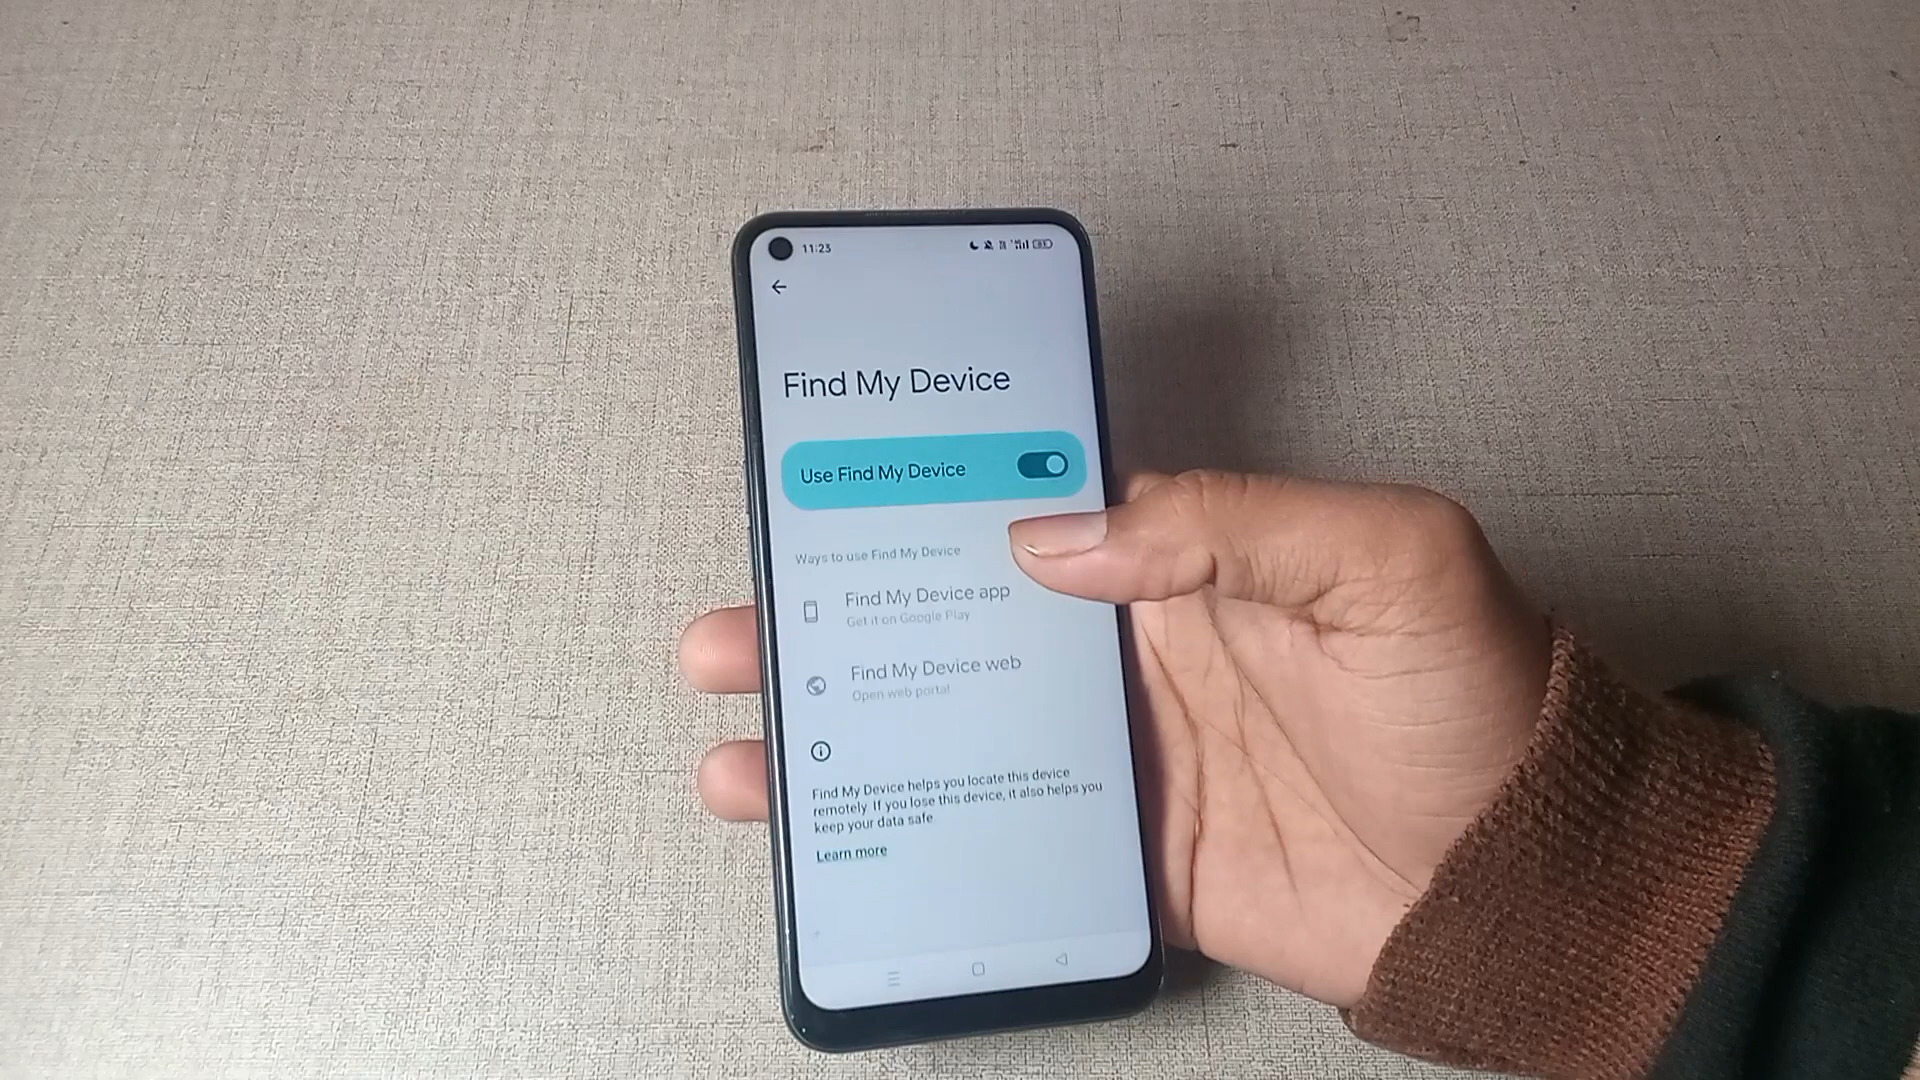 11:23
Find My Device
Use Find My Device
Ways to use Find My Device
Find My Device app
Get it on Google Play
Find My Device web
Open web portal
Find My Device helps you locate this device
remotely. If you lose this device, it also helps you
keep your data safe.
Learn more